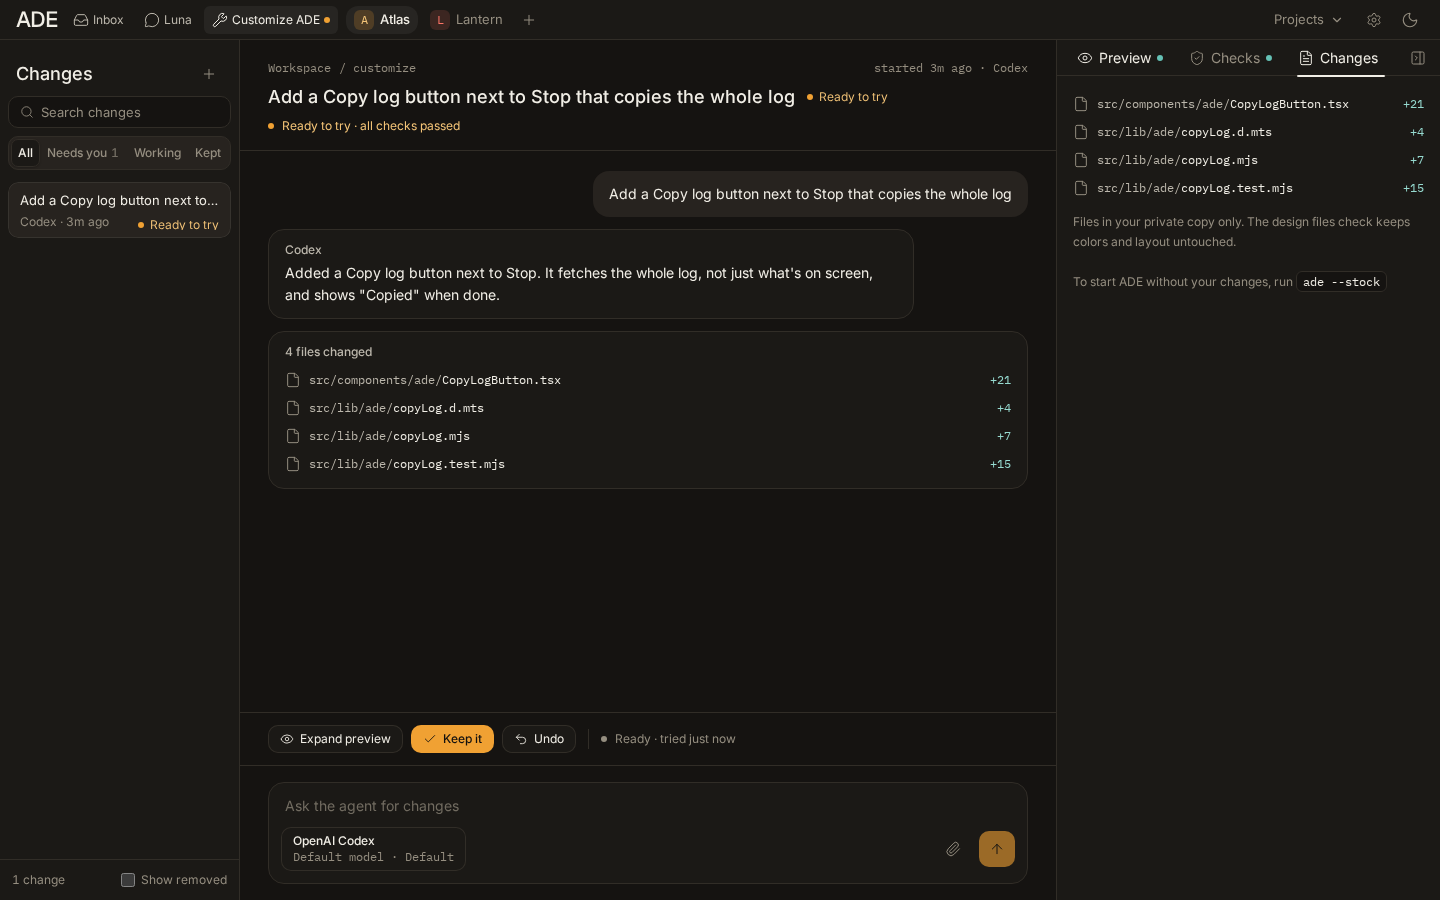 ADE Inbox Luna Customize ADE A Atlas L Lantern Projects
Changes
Search changes
All Needs you 1 Working Kept
Add a Copy log button next to...
Codex · 3m ago Ready to try
1 change Show removed
Workspace / customize started 3m ago · Codex
Add a Copy log button next to Stop that copies the whole log Ready to try
Ready to try · all checks passed
Add a Copy log button next to Stop that copies the whole log
Codex
Added a Copy log button next to Stop. It fetches the whole log, not just what's on screen,
and shows "Copied" when done.
4 files changed
src/components/ade/CopyLogButton.tsx +21
src/lib/ade/copyLog.d.mts +4
src/lib/ade/copyLog.mjs +7
src/lib/ade/copyLog.test.mjs +15
Expand preview Keep it Undo Ready · tried just now
Ask the agent for changes
OpenAI Codex
Default model · Default
Preview Checks Changes
src/components/ade/CopyLogButton.tsx +21
src/lib/ade/copyLog.d.mts +4
src/lib/ade/copyLog.mjs +7
src/lib/ade/copyLog.test.mjs +15
Files in your private copy only. The design files check keeps
colors and layout untouched.
To start ADE without your changes, run ade --stock